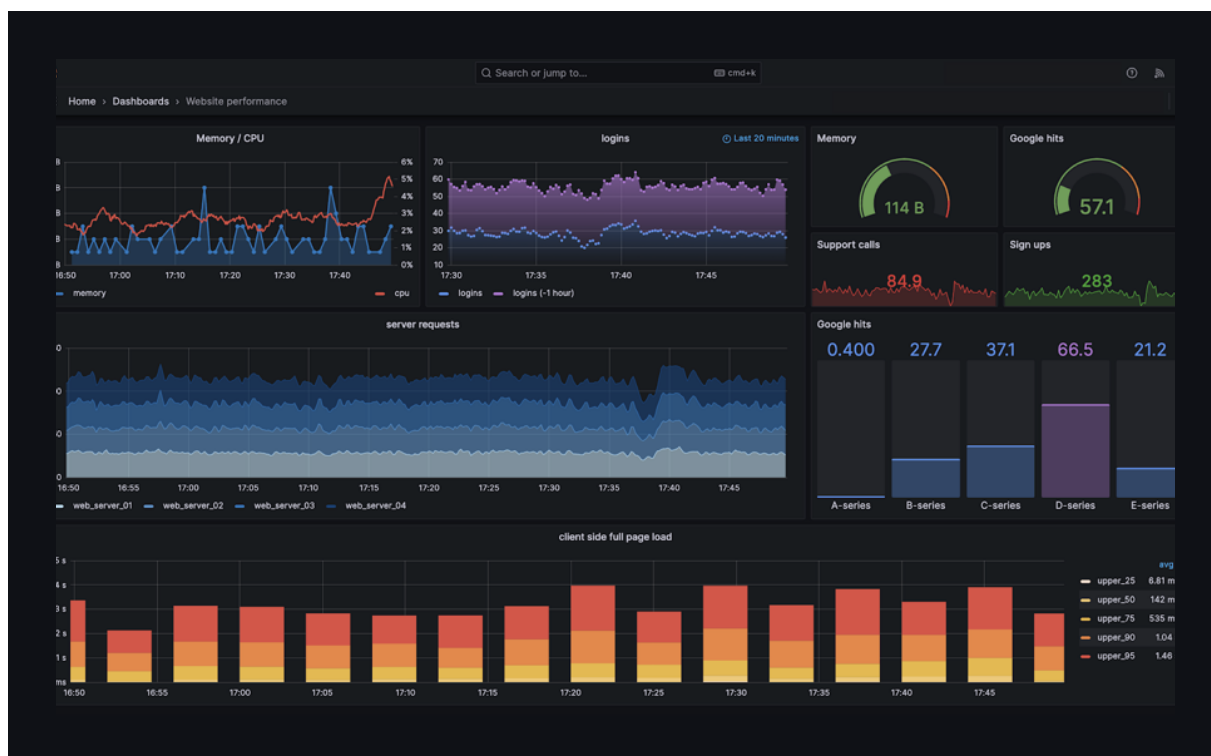 Search or jump to... cmd+k
Home › Dashboards › Website performance
Memory / CPU
B
B
B
B
B
6%
5%
4%
3%
2%
1%
0%
16:50 17:00 17:10 17:20 17:30 17:40
memory cpu
logins
Last 20 minutes
70
60
50
40
30
20
10
17:30 17:35 17:40 17:45
logins logins (-1 hour)
Memory
114 B
Google hits
57.1
Support calls
84.9
Sign ups
283
server requests
0
0
50
0
16:50 16:55 17:00 17:05 17:10 17:15 17:20 17:25 17:30 17:35 17:40 17:45
web_server_01 web_server_02 web_server_03 web_server_04
Google hits
0.400 27.7 37.1 66.5 21.2
A-series B-series C-series D-series E-series
client side full page load
5 s
4 s
3 s
2 s
1 s
ms
16:50 16:55 17:00 17:05 17:10 17:15 17:20 17:25 17:30 17:35 17:40 17:45
avg
upper_25 6.81 m
upper_50 142 m
upper_75 535 m
upper_90 1.04
upper_95 1.46